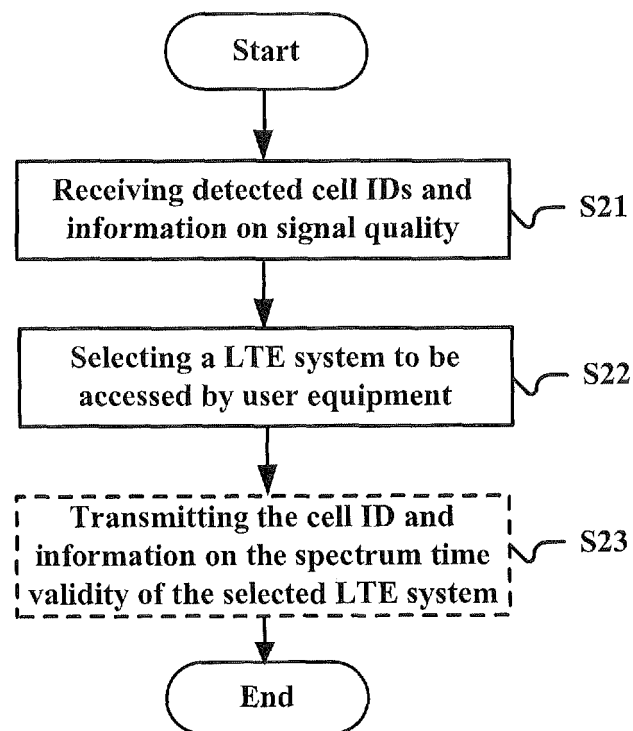 Start
Receiving detected cell IDs and
information on signal quality
S21
Selecting a LTE system to be
accessed by user equipment
S22
Transmitting the cell ID and
information on the spectrum time
validity of the selected LTE system
S23
End